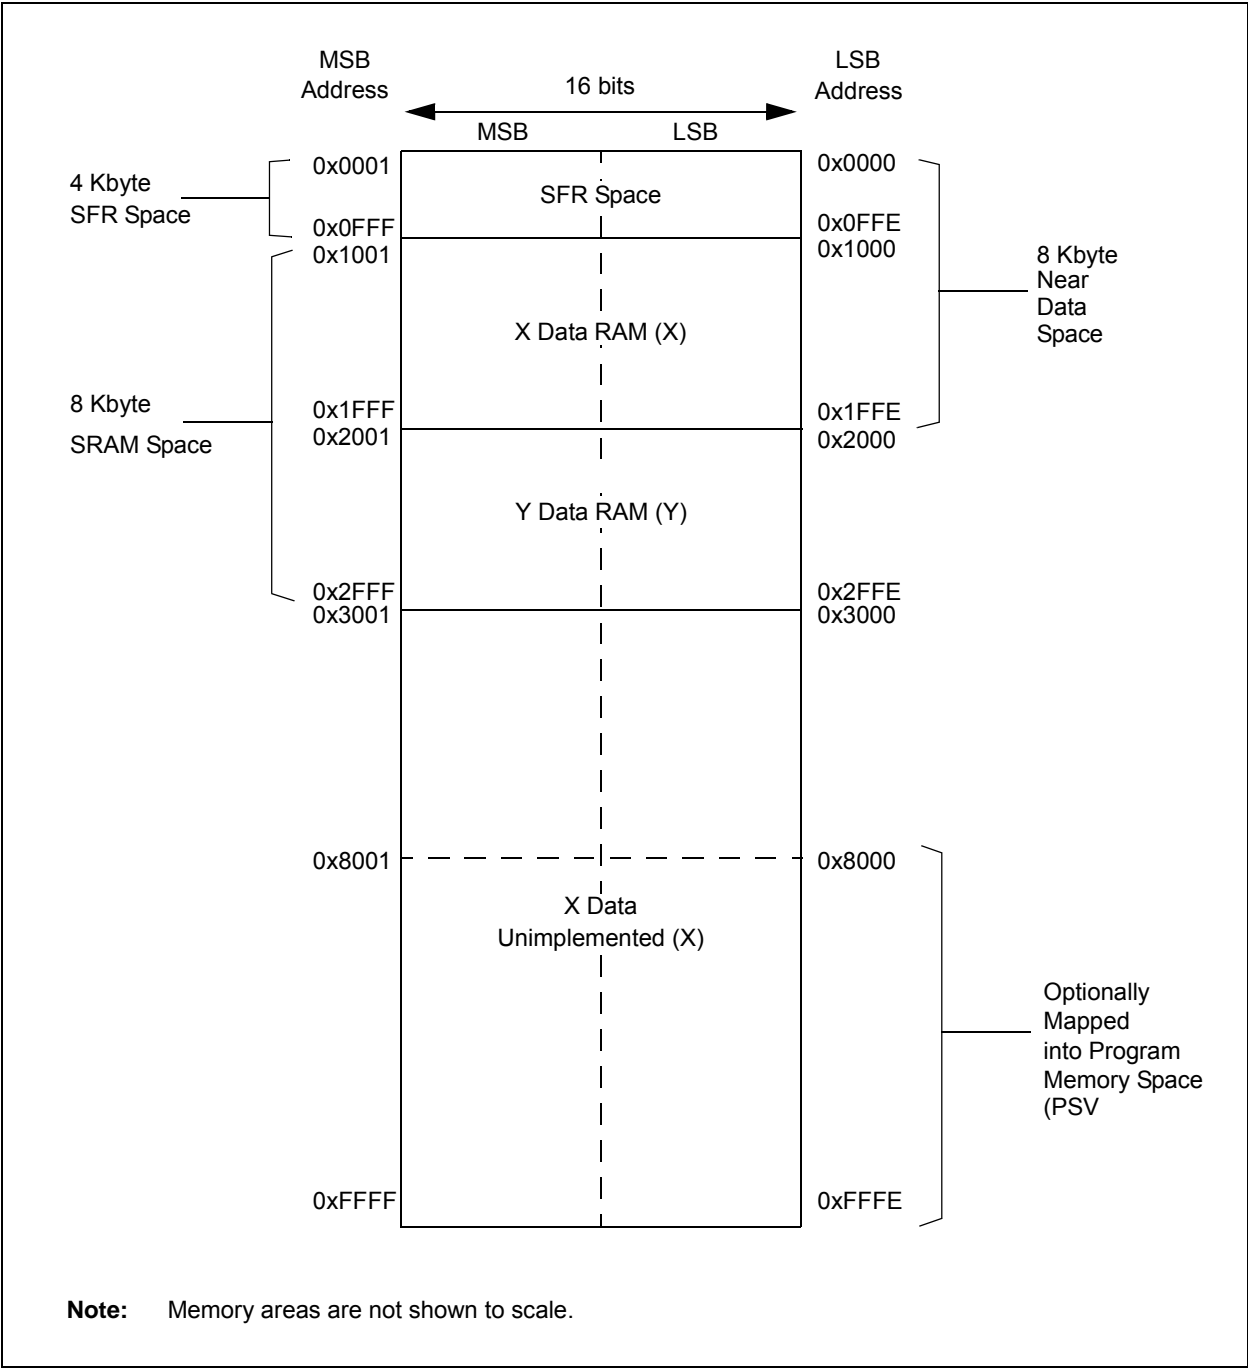 MSB
Address
LSB
Address
16 bits
MSB
LSB
0x0001
0x0000
4 Kbyte
SFR Space
SFR Space
0x0FFF
0x0FFE
0x1001
0x1000
8 Kbyte
Near
Data
Space
X Data RAM (X)
8 Kbyte
SRAM Space
0x1FFF
0x1FFE
0x2001
0x2000
Y Data RAM (Y)
0x2FFF
0x2FFE
0x3001
0x3000
0x8001
0x8000
X Data
Unimplemented (X)
Optionally
Mapped
into Program
Memory Space
(PSV
0xFFFF
0xFFFE
Note: Memory areas are not shown to scale.